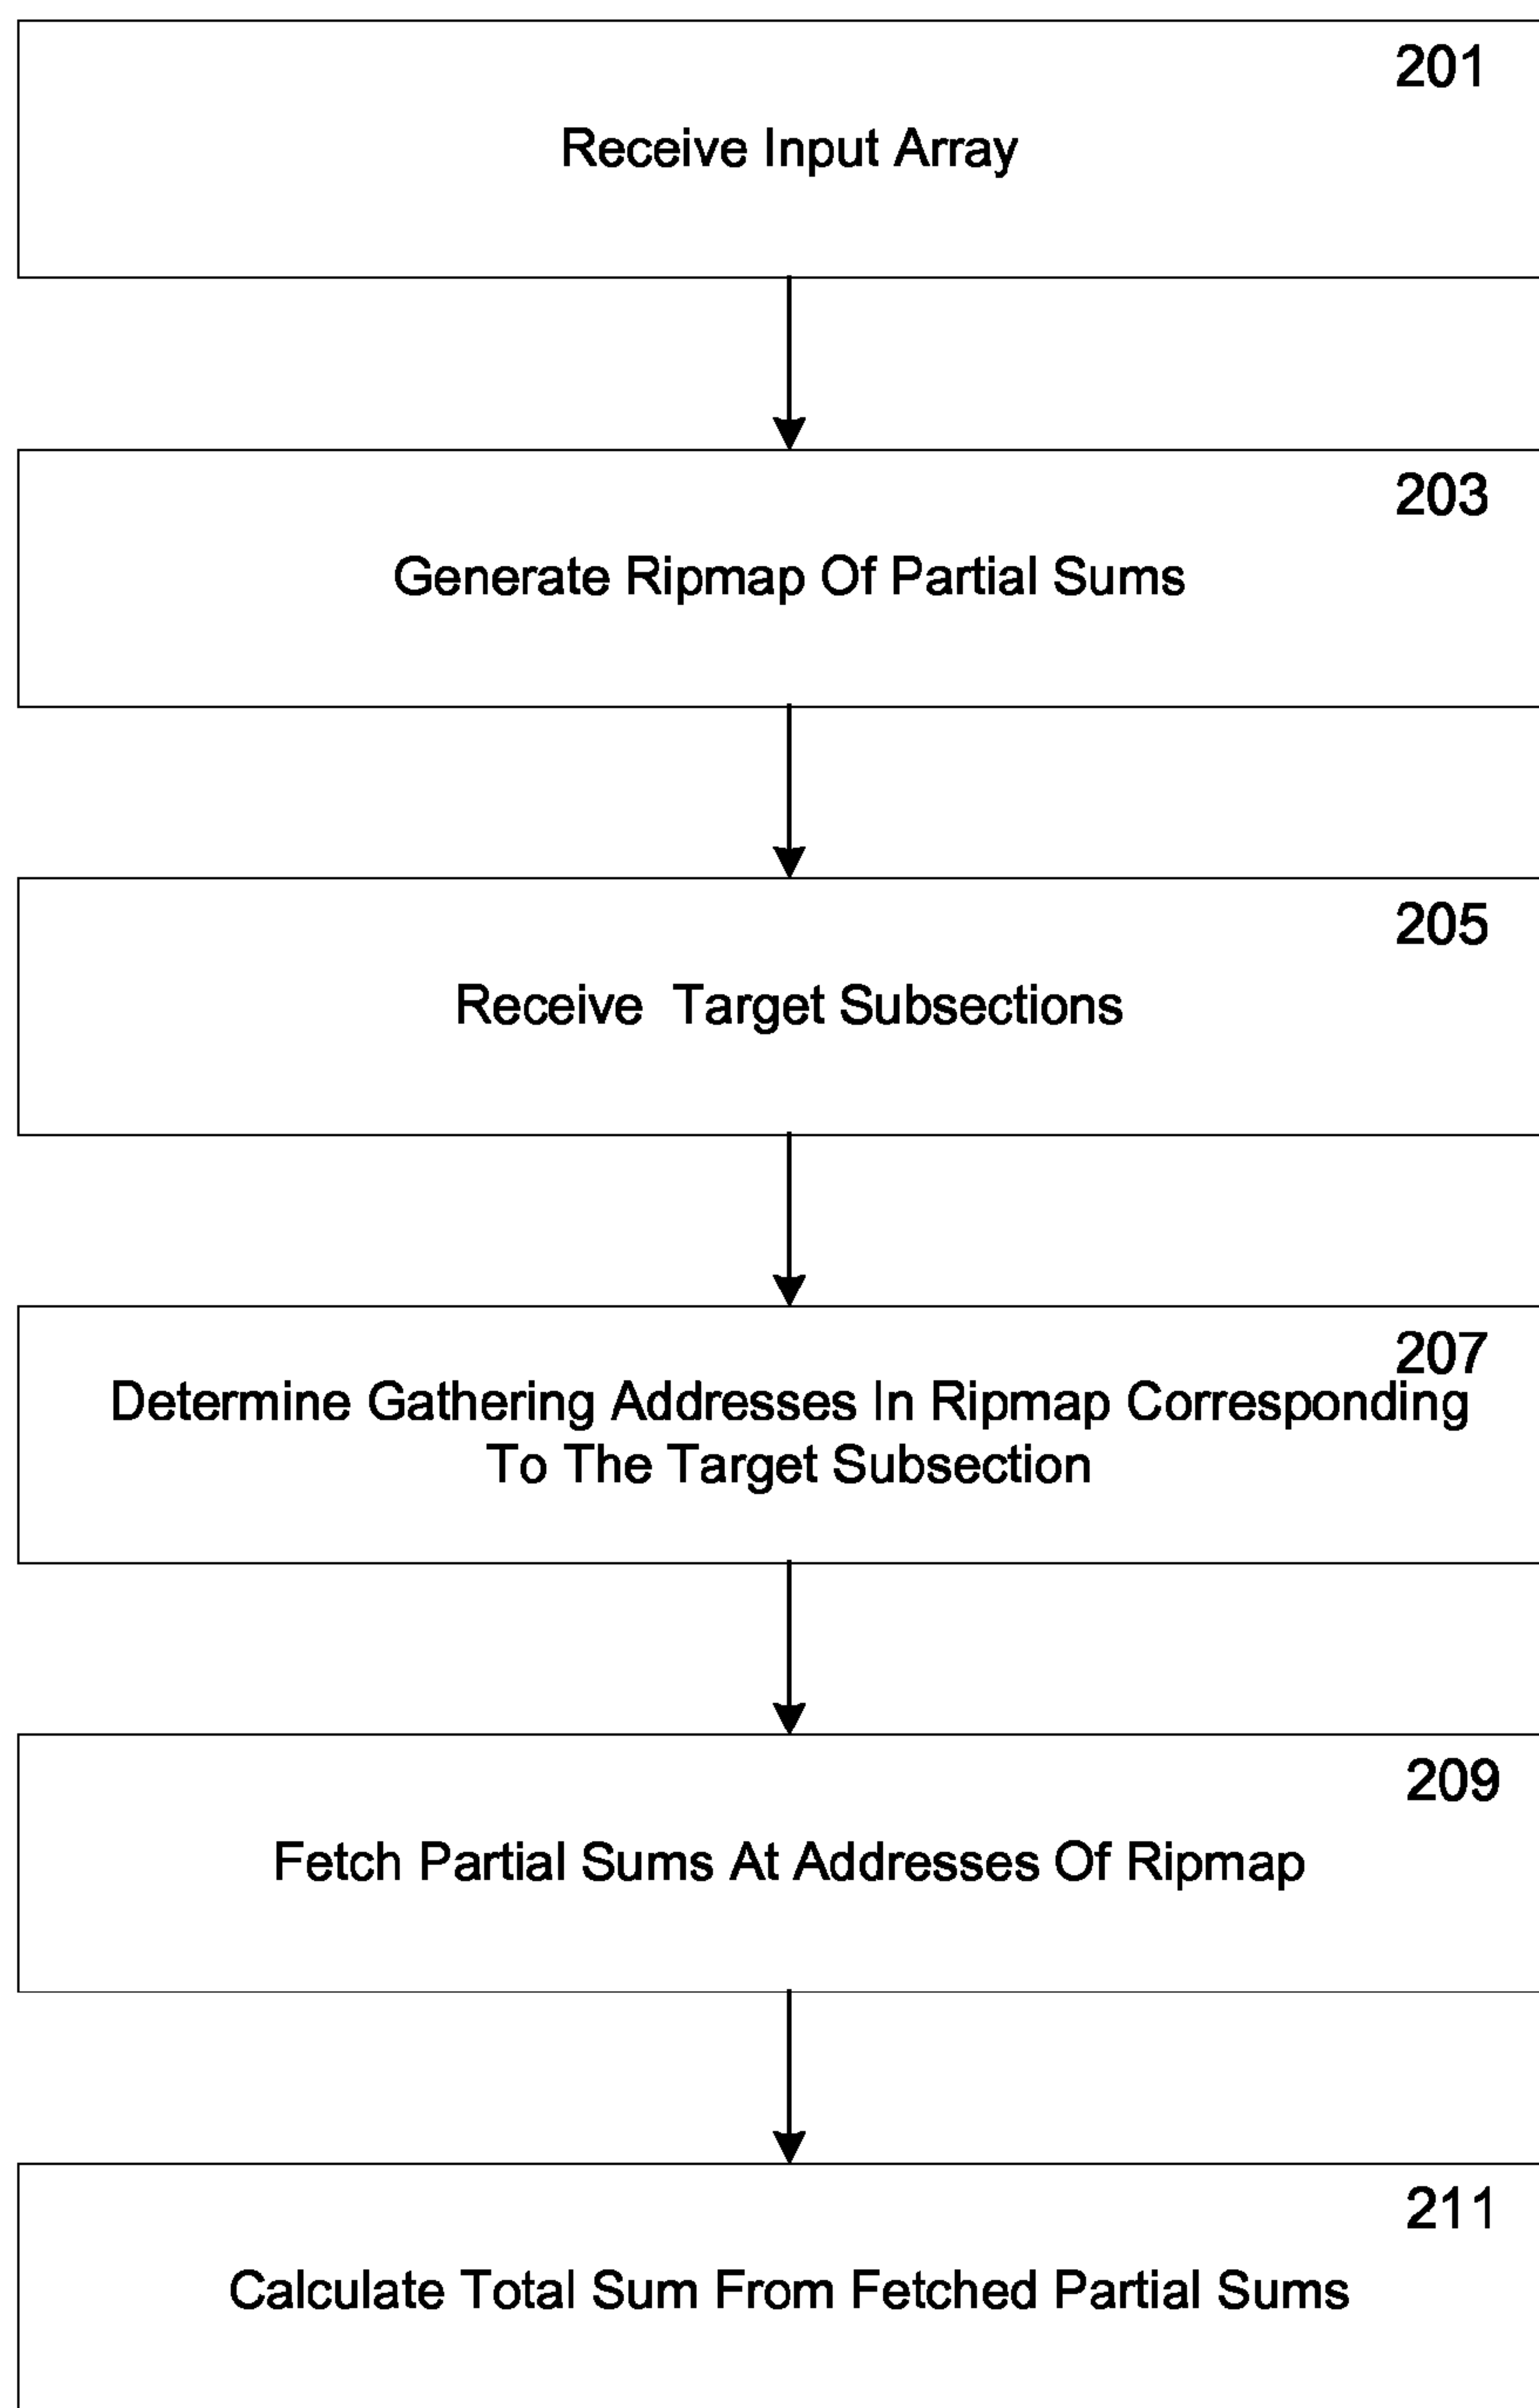 201
Receive Input Array
203
Generate Ripmap Of Partial Sums
205
Receive Target Subsections
207
Determine Gathering Addresses In Ripmap Corresponding
To The Target Subsection
209
Fetch Partial Sums At Addresses Of Ripmap
211
Calculate Total Sum From Fetched Partial Sums